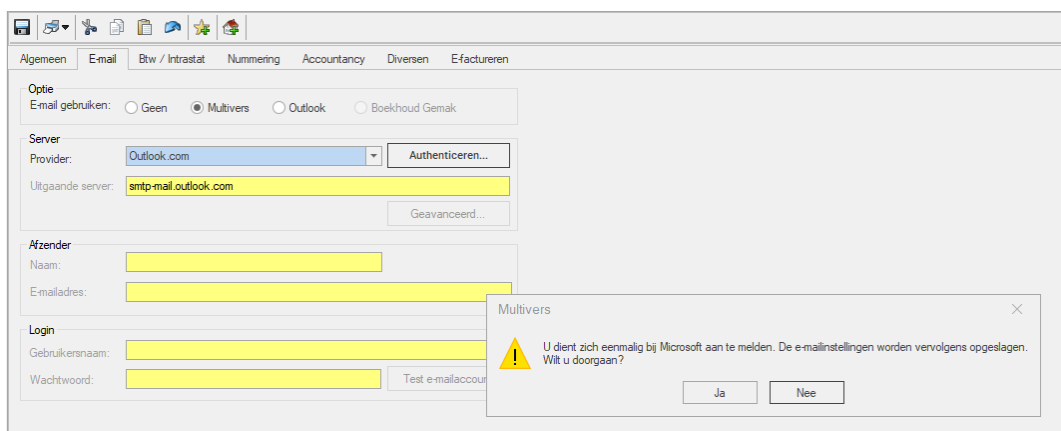 Algemeen E-mail Btw / Intrastat Nummering Accountancy Diversen E-factureren
Optie
E-mail gebruiken: Geen Multivers Outlook Boekhoud Gemak
Server
Provider: Outlook.com Authenticeren...
Uitgaande server: smtp-mail.outlook.com
Geavanceerd...
Afzender
Naam:
E-mailadres:
Login
Gebruikersnaam:
Wachtwoord: Test e-mailaccoun
Multivers
U dient zich eenmalig bij Microsoft aan te melden. De e-mailinstellingen worden vervolgens opgeslagen.
Wilt u doorgaan?
Ja Nee